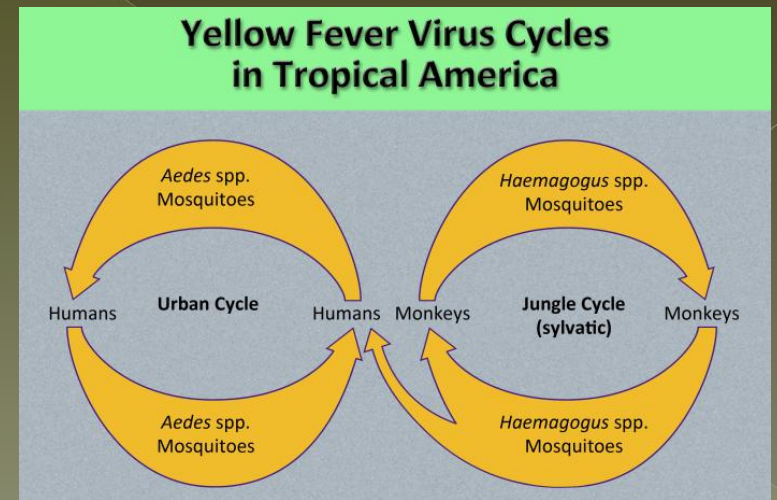 Yellow Fever Virus Cycles
in Tropical America
Aedes spp.
Mosquitoes
Haemagogus spp.
Mosquitoes
Humans
Urban Cycle
Humans
Monkeys
Jungle Cycle
(sylvatic)
Monkeys
Aedes spp.
Mosquitoes
Haemagogus spp.
Mosquitoes